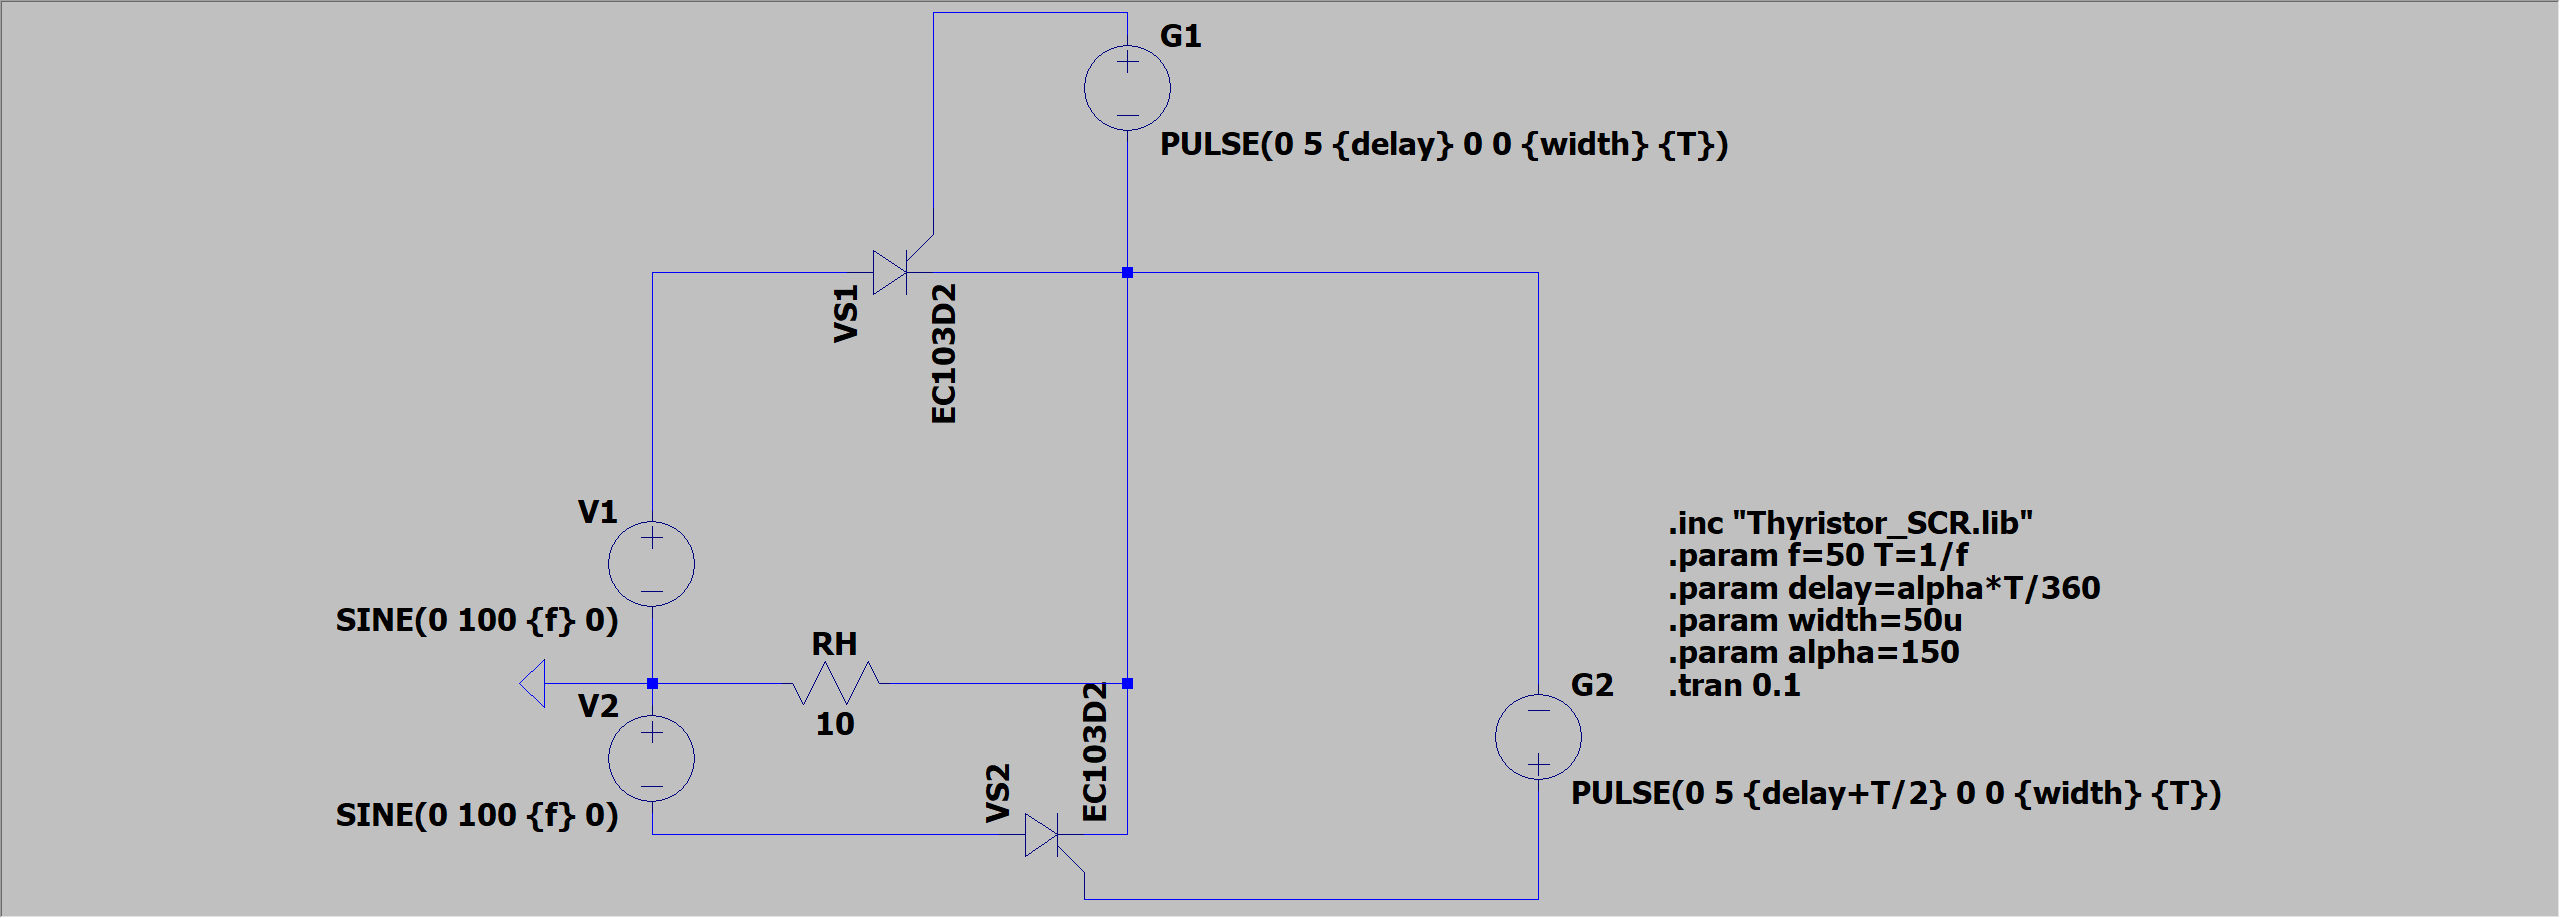 G1
PULSE(0 5 {delay} 0 0 {width} {T})
VS1
EC103D2
V1
SINE(0 100 {f} 0)
RH
10
V2
SINE(0 100 {f} 0)
VS2
EC103D2
G2
PULSE(0 5 {delay+T/2} 0 0 {width} {T})
.inc "Thyristor_SCR.lib"
.param f=50 T=1/f
.param delay=alpha*T/360
.param width=50u
.param alpha=150
.tran 0.1